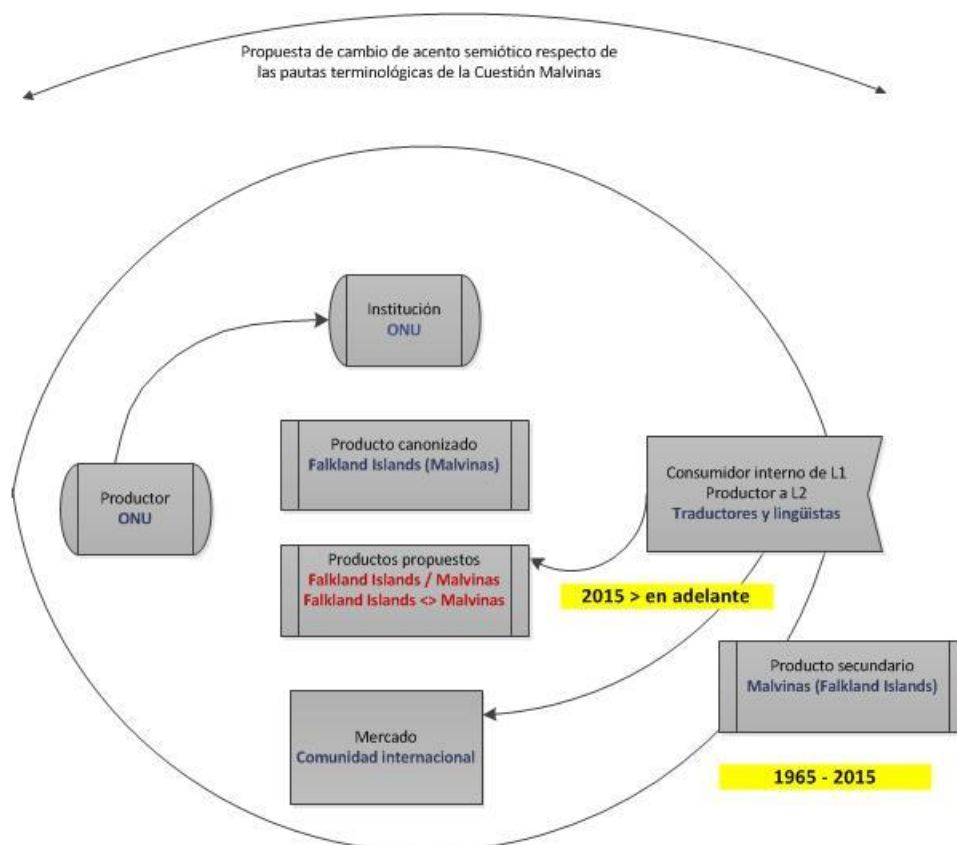 Propuesta de cambio de acento semiótico respecto de
las pautas terminológicas de la Cuestión Malvinas
Institución
ONU
Producto canonizado
Falkland Islands (Malvinas)
Consumidor interno de L1
Productor a L2
Traductores y lingüistas
Productor
ONU
Productos propuestos
Falkland Islands / Malvinas
Falkland Islands <> Malvinas
2015 > en adelante
Producto secundario
Malvinas (Falkland Islands)
Mercado
Comunidad internacional
1965 - 2015